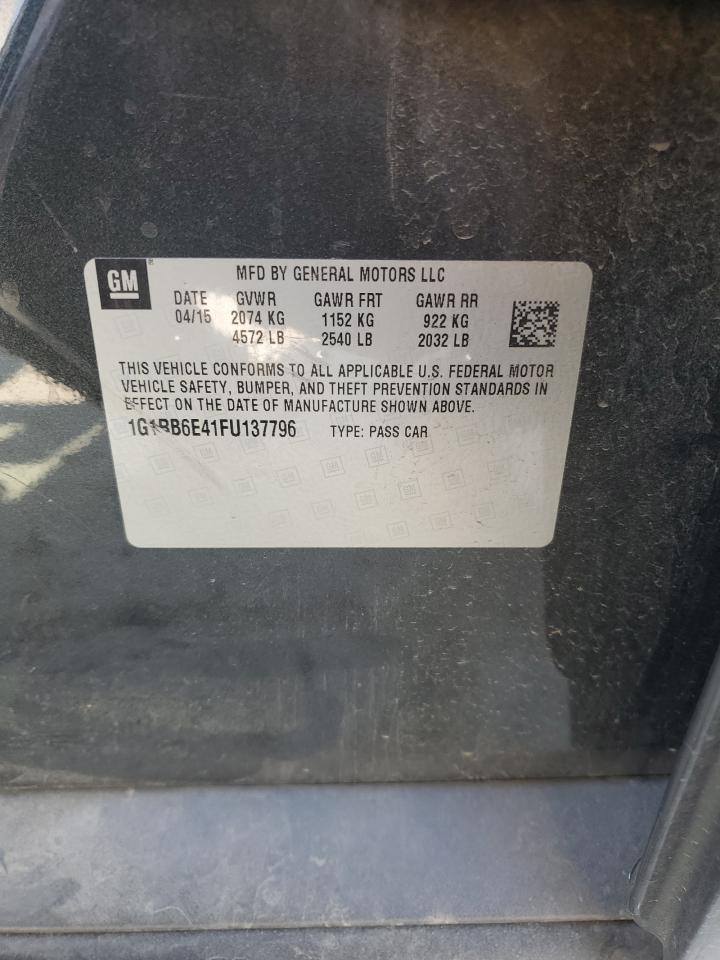 GM
MFD BY GENERAL MOTORS LLC
DATE GVWR GAWR FRT GAWR RR
04/15 2074 KG 1152 KG 922 KG
4572 LB 2540 LB 2032 LB
THIS VEHICLE CONFORMS TO ALL APPLICABLE U.S. FEDERAL MOTOR
VEHICLE SAFETY, BUMPER, AND THEFT PREVENTION STANDARDS IN
EFFECT ON THE DATE OF MANUFACTURE SHOWN ABOVE.
1G1RB6E41FU137796 TYPE: PASS CAR